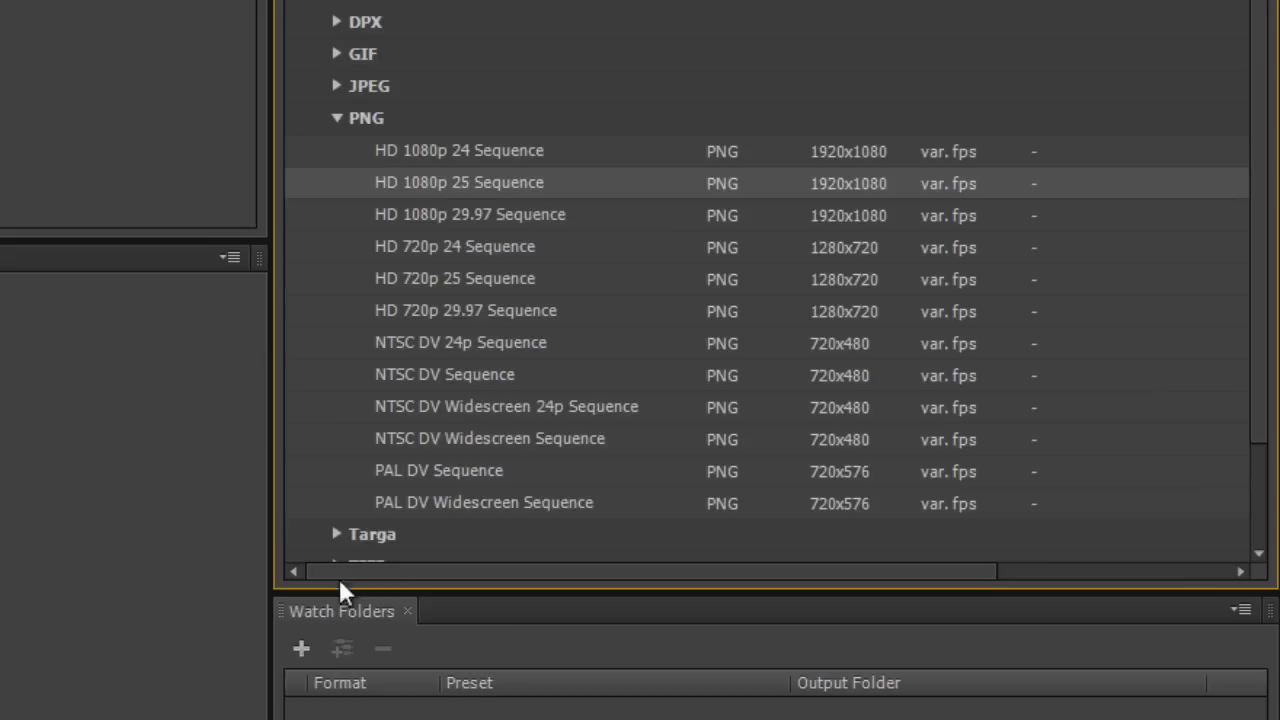 DPX
GIF
JPEG
PNG
HD 1080p 24 Sequence PNG 1920x1080 var. fps -
HD 1080p 25 Sequence PNG 1920x1080 var. fps -
HD 1080p 29.97 Sequence PNG 1920x1080 var. fps -
HD 720p 24 Sequence PNG 1280x720 var. fps -
HD 720p 25 Sequence PNG 1280x720 var. fps -
HD 720p 29.97 Sequence PNG 1280x720 var. fps -
NTSC DV 24p Sequence PNG 720x480 var. fps -
NTSC DV Sequence PNG 720x480 var. fps -
NTSC DV Widescreen 24p Sequence PNG 720x480 var. fps -
NTSC DV Widescreen Sequence PNG 720x480 var. fps -
PAL DV Sequence PNG 720x576 var. fps -
PAL DV Widescreen Sequence PNG 720x576 var. fps -
Targa
Watch Folders
Format Preset Output Folder